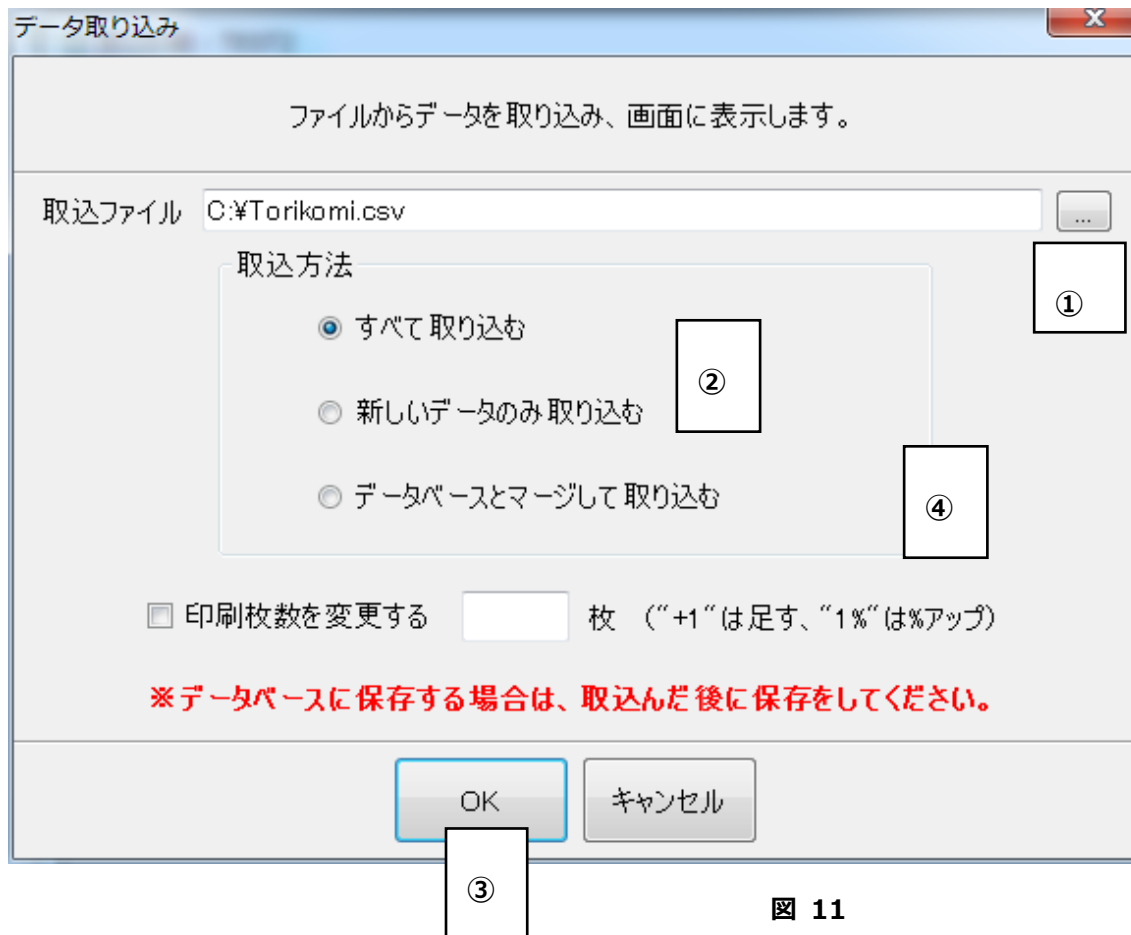 データ取り込み
x
ファイルからデータを取り込み、画面に表示します。
取込ファイル C:¥Torikomi.csv ...
①
取込方法
すべて取り込む
②
新しいデータのみ取り込む
データベースとマージして取り込む
④
印刷枚数を変更する 枚 (“+1“は足す、“1%“は%アップ)
※データベースに保存する場合は、取込んだ後に保存をしてください。
OK キャンセル
③
図 11